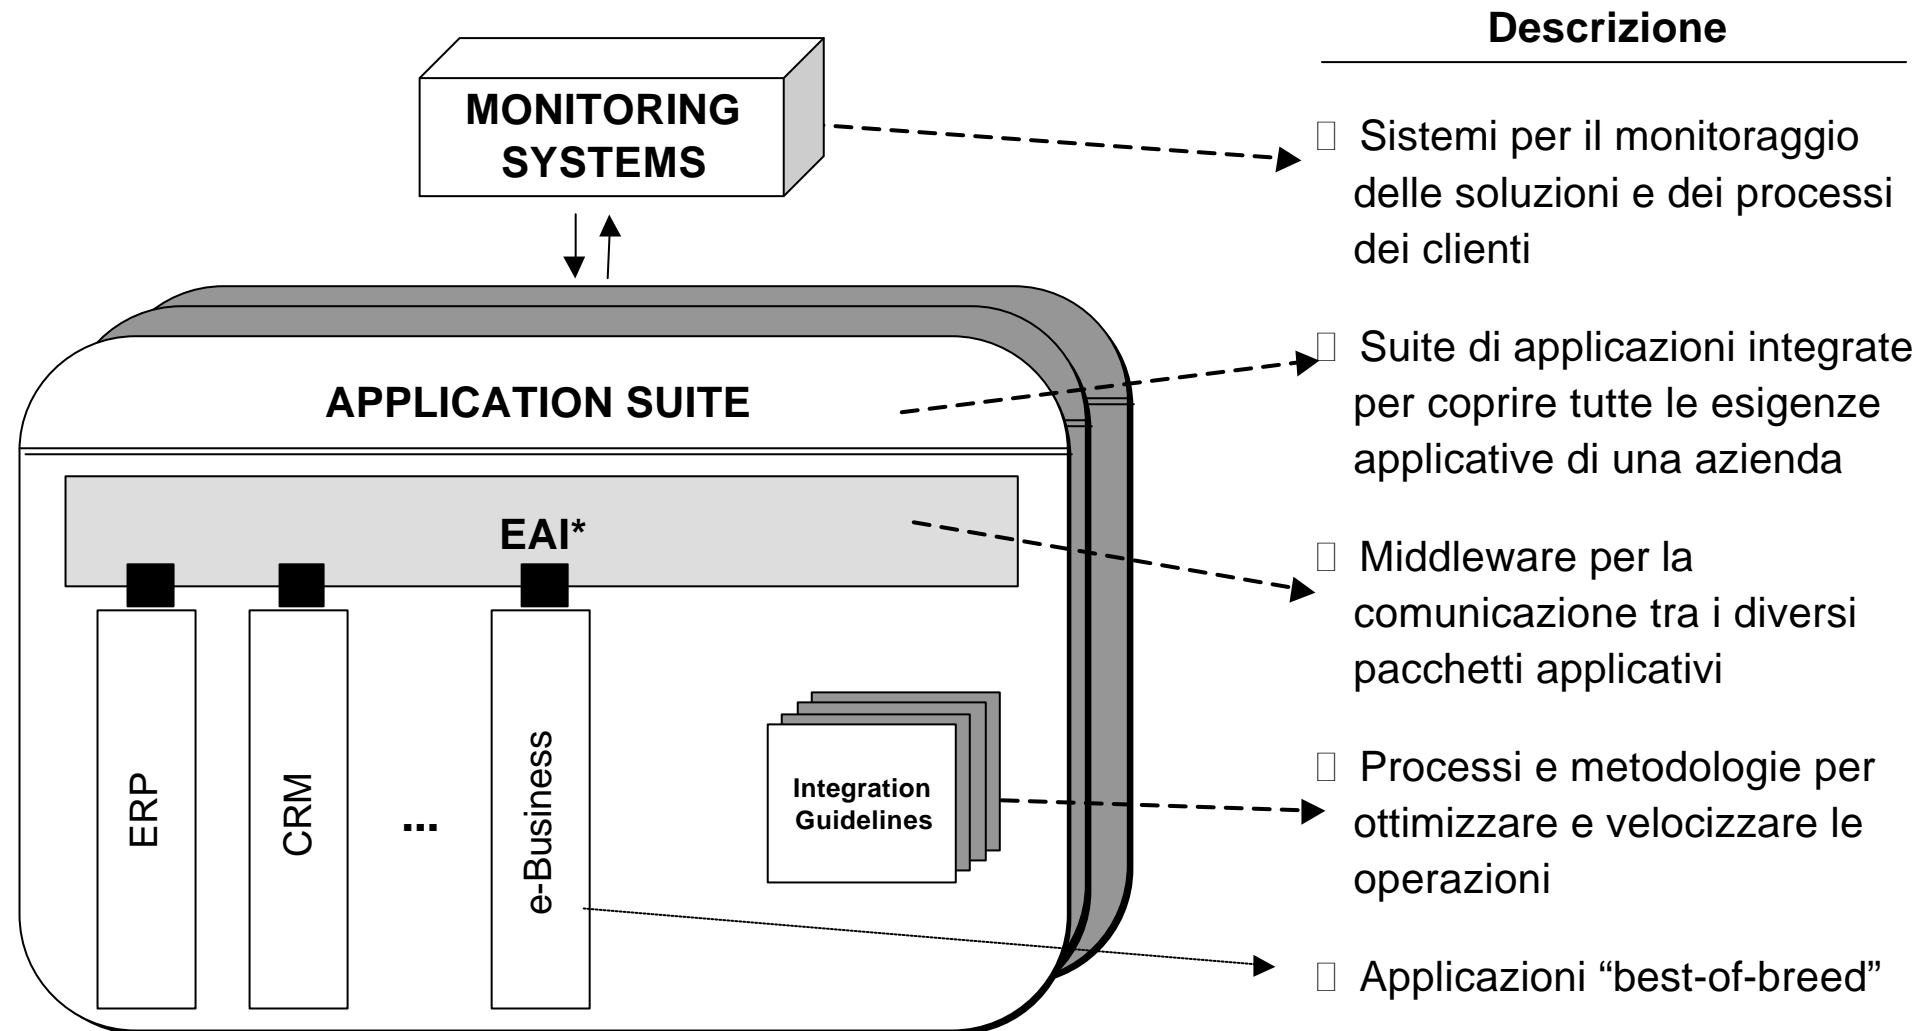 MONITORING
SYSTEMS
APPLICATION SUITE
EAI*
ERP
CRM
...
e-Business
Integration
Guidelines
Descrizione
Sistemi per il monitoraggio
delle soluzioni e dei processi
dei clienti
Suite di applicazioni integrate
per coprire tutte le esigenze
applicative di una azienda
Middleware per la
comunicazione tra i diversi
pacchetti applicativi
Processi e metodologie per
ottimizzare e velocizzare le
operazioni
Applicazioni “best-of-breed”